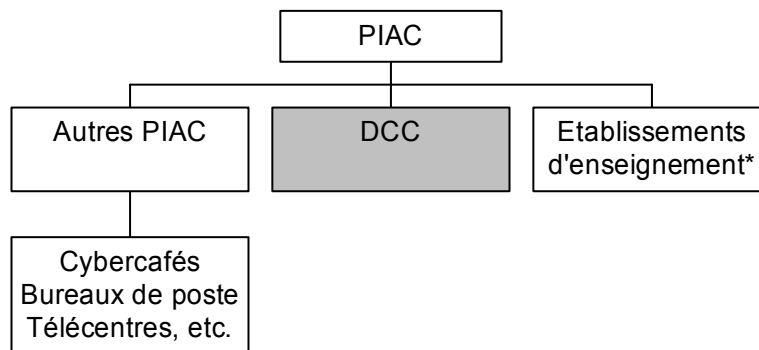 PIAC
Autres PIAC
DCC
Etablissements
d'enseignement*
Cybercafés
Bureaux de poste
Télécentres, etc.